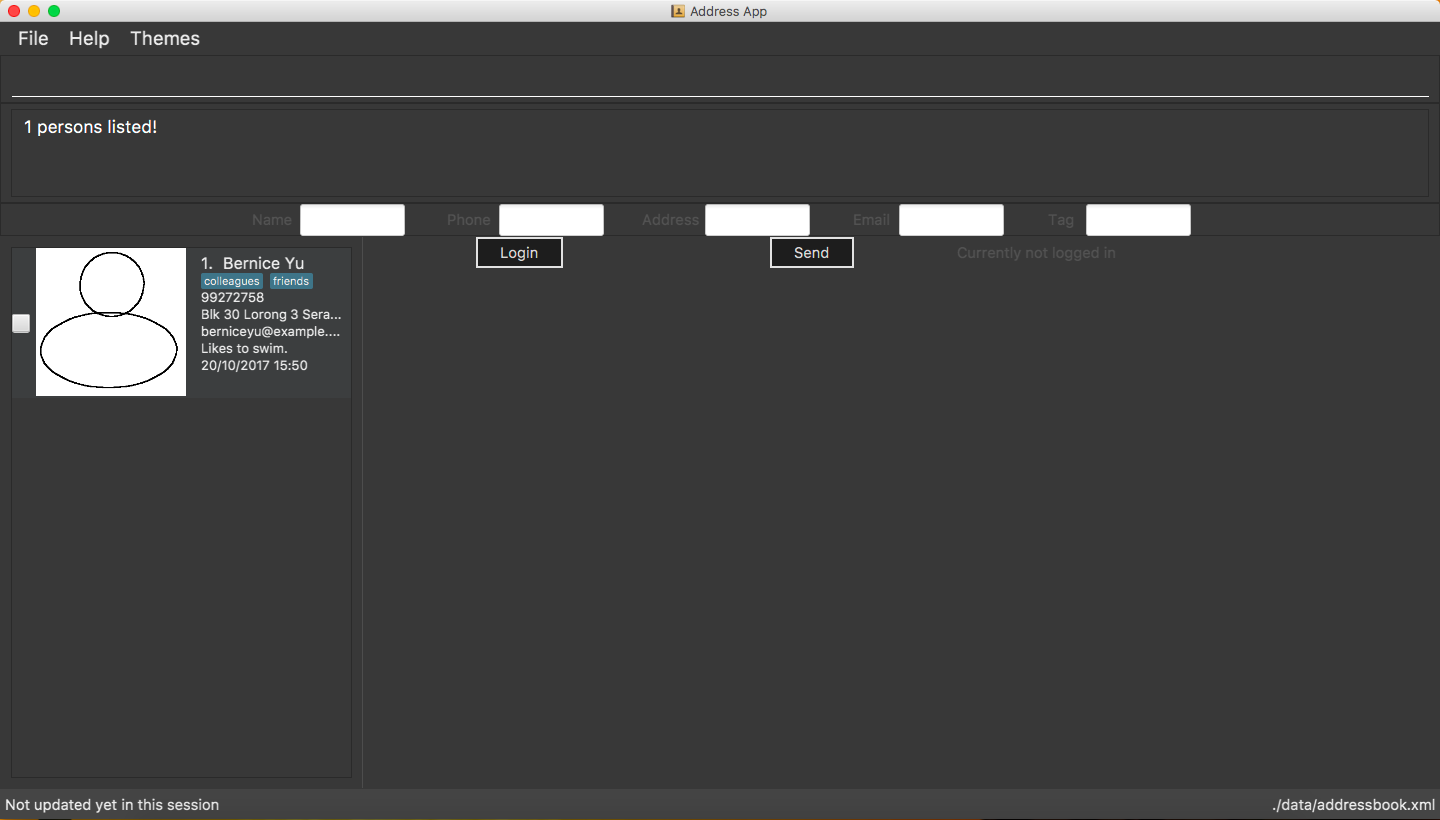 Address App
File Help Themes
1 persons listed!
Name Phone Address Email Tag
Login Send Currently not logged in
1. Bernice Yu
colleagues friends
99272758
Blk 30 Lorong 3 Sera...
berniceyu@example....
Likes to swim.
20/10/2017 15:50
Not updated yet in this session ./data/addressbook.xml